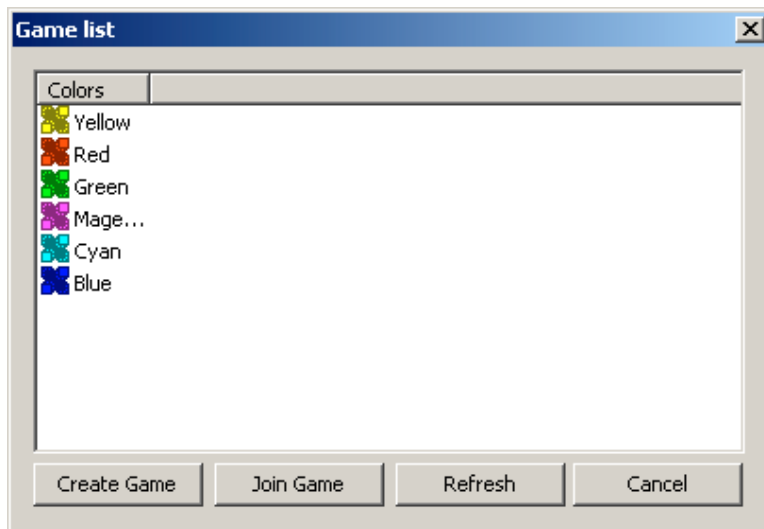 Game list
Colors
Yellow
Red
Green
Mage...
Cyan
Blue
Create Game Join Game Refresh Cancel